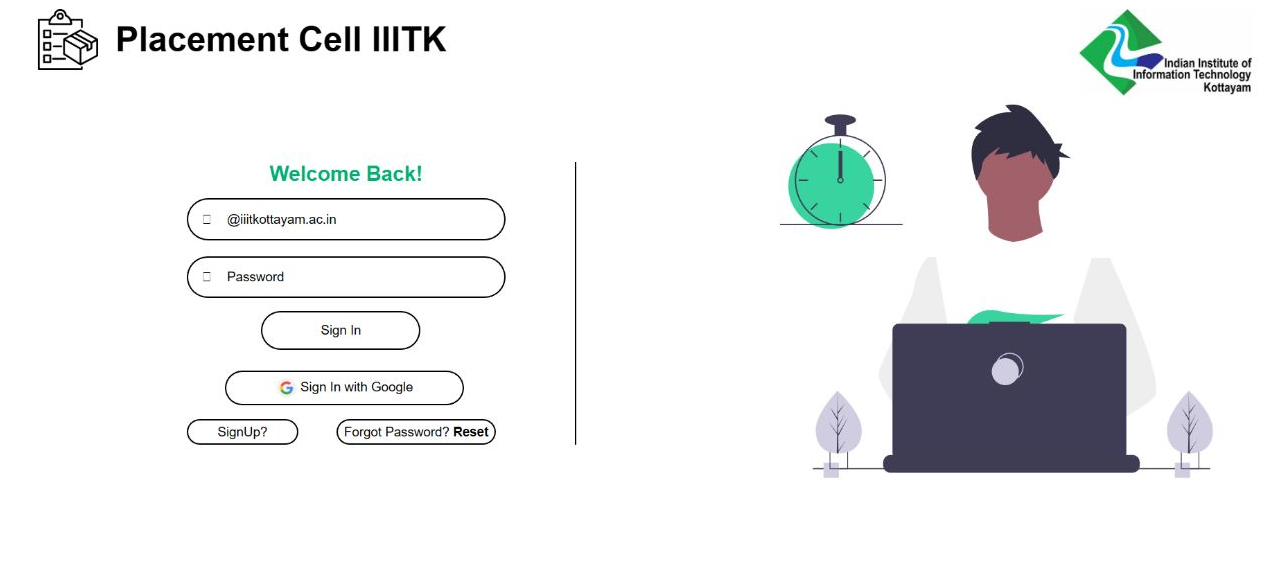 Placement Cell IIITK
Indian Institute of
Information Technology
Kottayam
Welcome Back!
@iiitkottayam.ac.in
Password
Sign In
Sign In with Google
SignUp?
Forgot Password? Reset